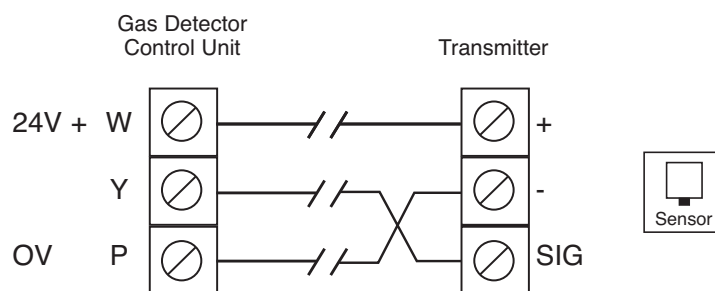 Gas Detector
Control Unit
Transmitter
24V + W
+
Y
-
OV P
SIG
Sensor